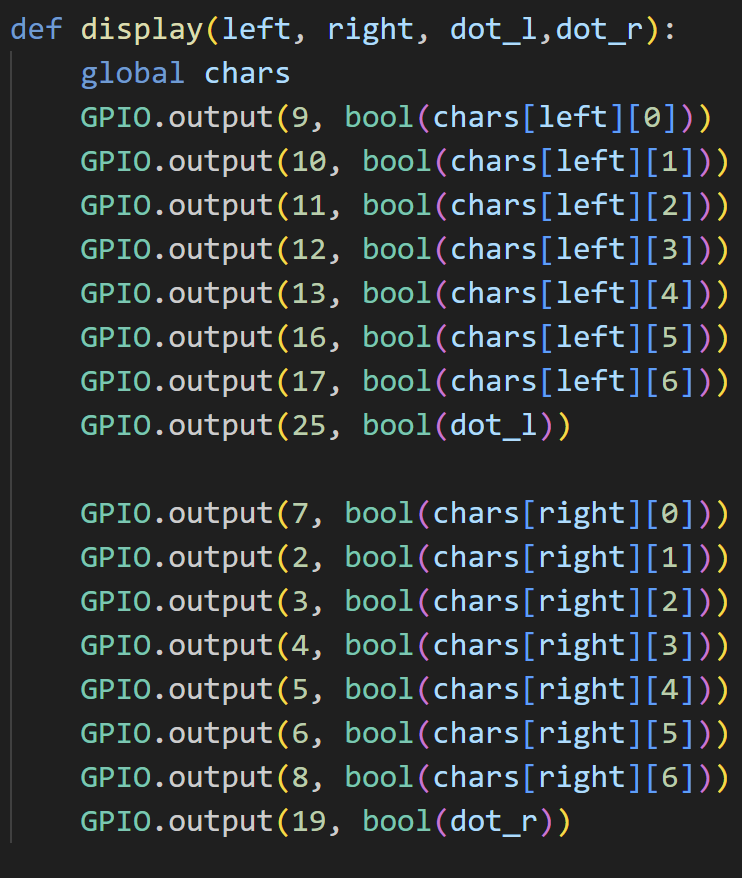 def display(left, right, dot_l,dot_r):
    global chars
    GPIO.output(9, bool(chars[left][0]))
    GPIO.output(10, bool(chars[left][1]))
    GPIO.output(11, bool(chars[left][2]))
    GPIO.output(12, bool(chars[left][3]))
    GPIO.output(13, bool(chars[left][4]))
    GPIO.output(16, bool(chars[left][5]))
    GPIO.output(17, bool(chars[left][6]))
    GPIO.output(25, bool(dot_l))

    GPIO.output(7, bool(chars[right][0]))
    GPIO.output(2, bool(chars[right][1]))
    GPIO.output(3, bool(chars[right][2]))
    GPIO.output(4, bool(chars[right][3]))
    GPIO.output(5, bool(chars[right][4]))
    GPIO.output(6, bool(chars[right][5]))
    GPIO.output(8, bool(chars[right][6]))
    GPIO.output(19, bool(dot_r))